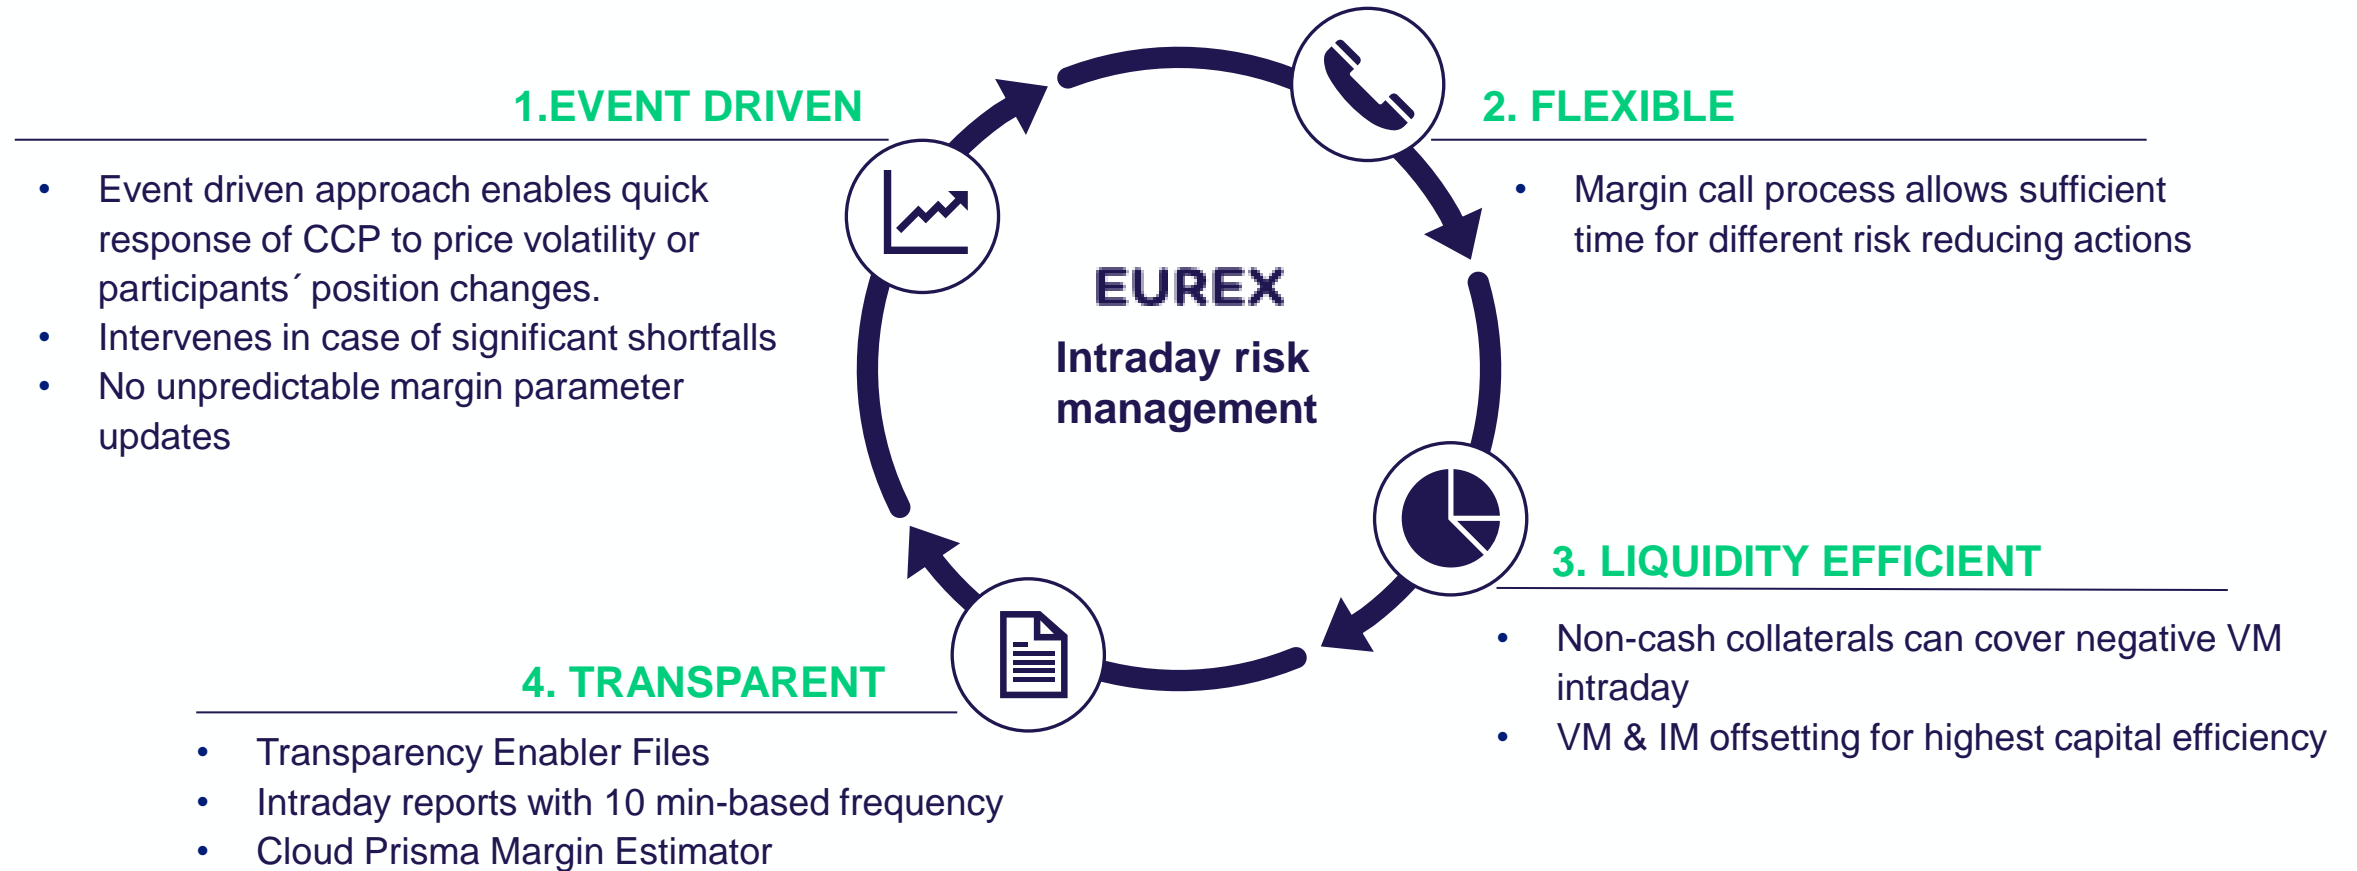 1.EVENT DRIVEN
• Event driven approach enables quick
response of CCP to price volatility or
participants´ position changes.
• Intervenes in case of significant shortfalls
• No unpredictable margin parameter
updates
2. FLEXIBLE
• Margin call process allows sufficient
time for different risk reducing actions
EUREX
Intraday risk
management
3. LIQUIDITY EFFICIENT
• Non-cash collaterals can cover negative VM
intraday
• VM & IM offsetting for highest capital efficiency
4. TRANSPARENT
• Transparency Enabler Files
• Intraday reports with 10 min-based frequency
• Cloud Prisma Margin Estimator